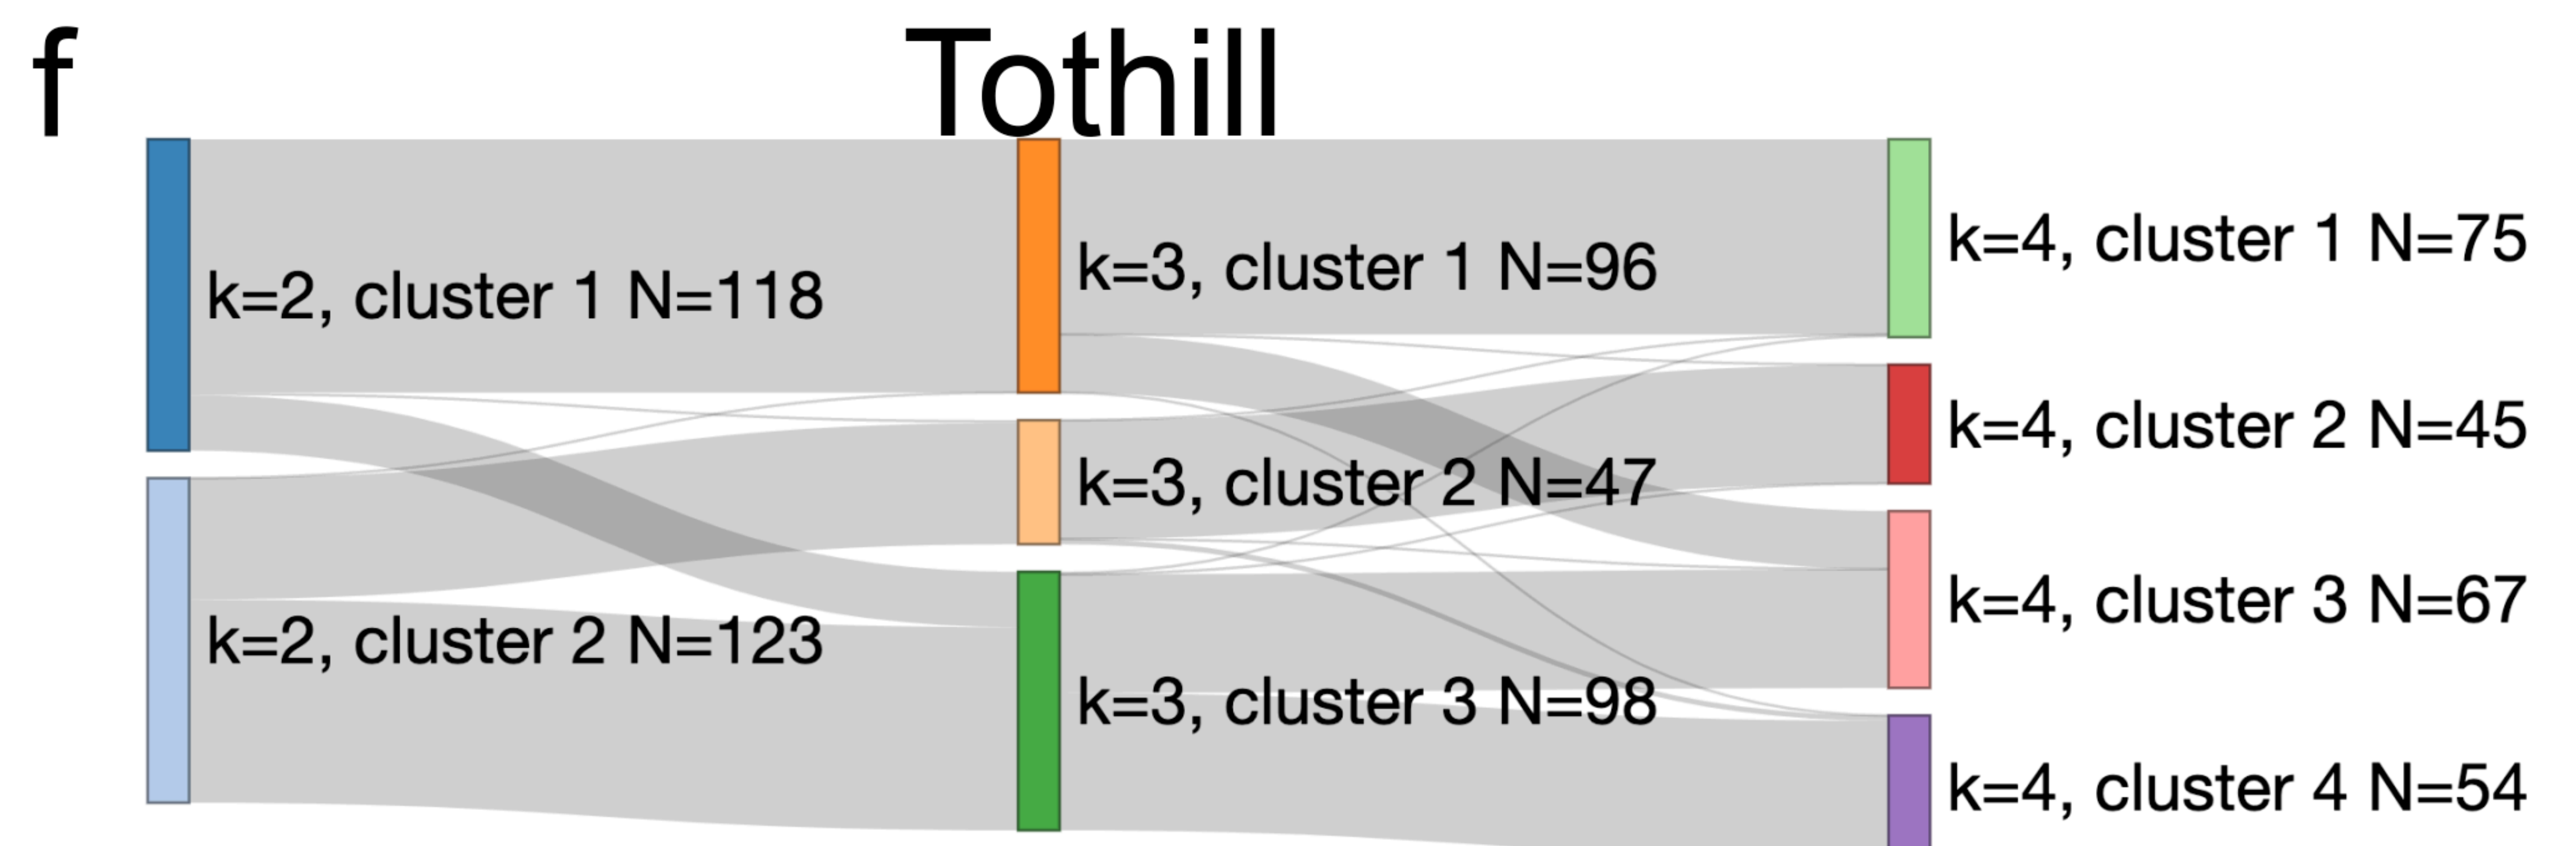 f
Tothill
k=2, cluster 1 N=118
k=2, cluster 2 N=123
k=3, cluster 1 N=96
k=3, cluster 2 N=47
k=3, cluster 3 N=98
k=4, cluster 1 N=75
k=4, cluster 2 N=45
k=4, cluster 3 N=67
k=4, cluster 4 N=54